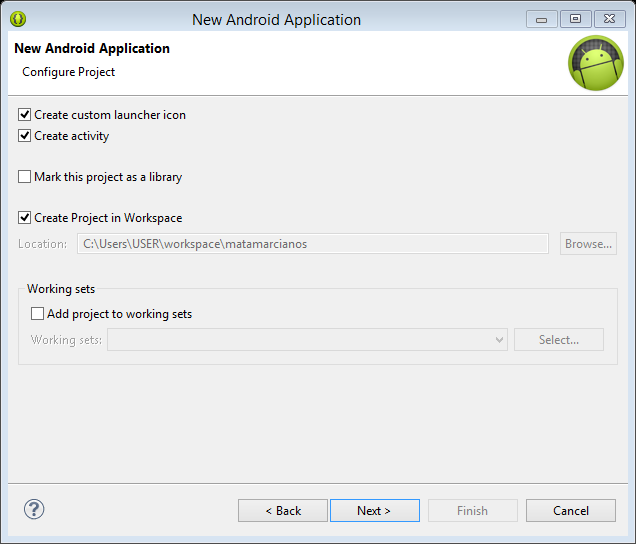 New Android Application
New Android Application
Configure Project
Create custom launcher icon
Create activity
Mark this project as a library
Create Project in Workspace
Location: C:\Users\USER\workspace\matamarcianos Browse...
Working sets
Add project to working sets
Working sets: Select...
? < Back Next > Finish Cancel